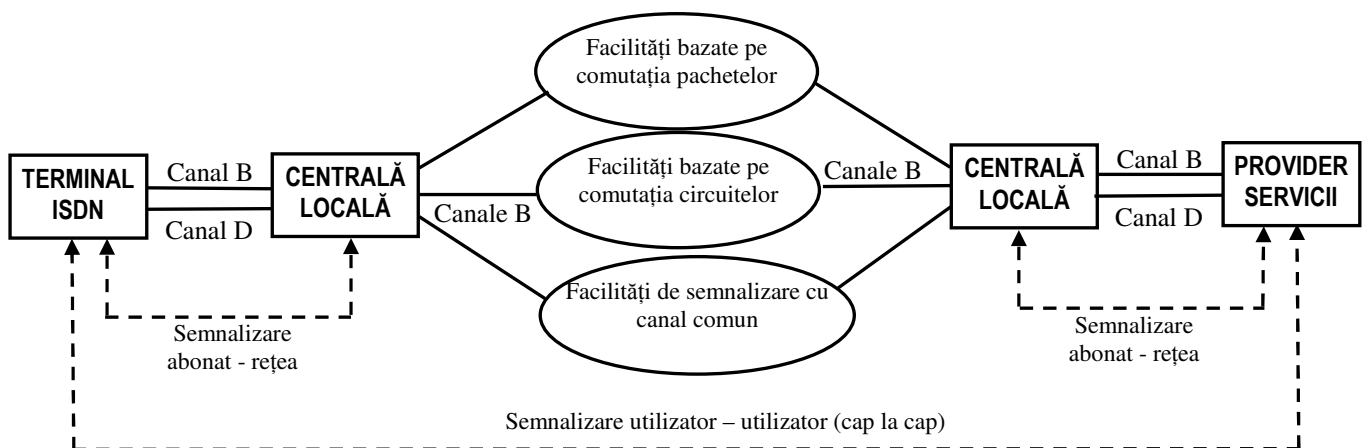 Facilități bazate pe
comutația pachetelor
TERMINAL
ISDN
Canal B
Canal D
CENTRALĂ
LOCALĂ
Canale B
Facilități bazate pe
comutația circuitelor
Canale B
CENTRALĂ
LOCALĂ
Canal B
Canal D
PROVIDER
SERVICII
Facilități de semnalizare cu
canal comun
Semnalizare
abonat - rețea
Semnalizare
abonat - rețea
Semnalizare utilizator – utilizator (cap la cap)